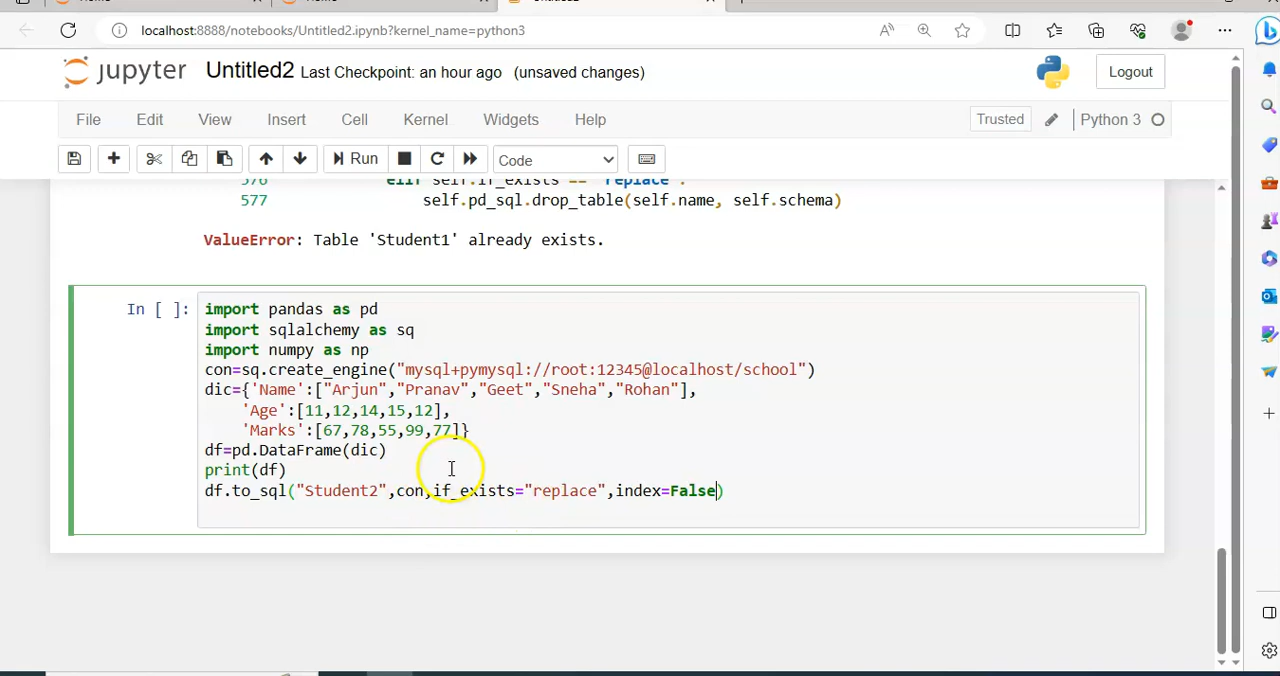 localhost:8888/notebooks/Untitled2.ipynb?kernel_name=python3
jupyter Untitled2 Last Checkpoint: an hour ago (unsaved changes)
Logout
File Edit View Insert Cell Kernel Widgets Help
Trusted Python 3
Run Code
576 elif self.if_exists == 'replace':
577 self.pd_sql.drop_table(self.name, self.schema)
ValueError: Table 'Student1' already exists.
In [ ]:
import pandas as pd
import sqlalchemy as sq
import numpy as np
con=sq.create_engine("mysql+pymysql://root:12345@localhost/school")
dic={'Name':["Arjun","Pranav","Geet","Sneha","Rohan"],
'Age':[11,12,14,15,12],
'Marks':[67,78,55,99,77]}
df=pd.DataFrame(dic)
print(df)
df.to_sql("Student2",con,if_exists="replace",index=False)